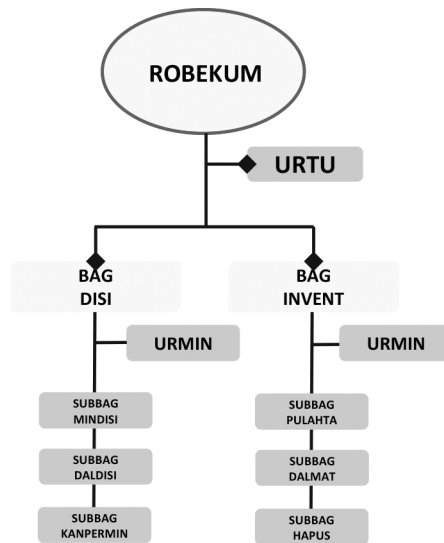 ROBEKUM
URTU
BAG
DISI
URMIN
SUBBAG
MINDISI
SUBBAG
DALDISI
SUBBAG
KANPERMIN
BAG
INVENT
URMIN
SUBBAG
PULAHTA
SUBBAG
DALMAT
SUBBAG
HAPUS